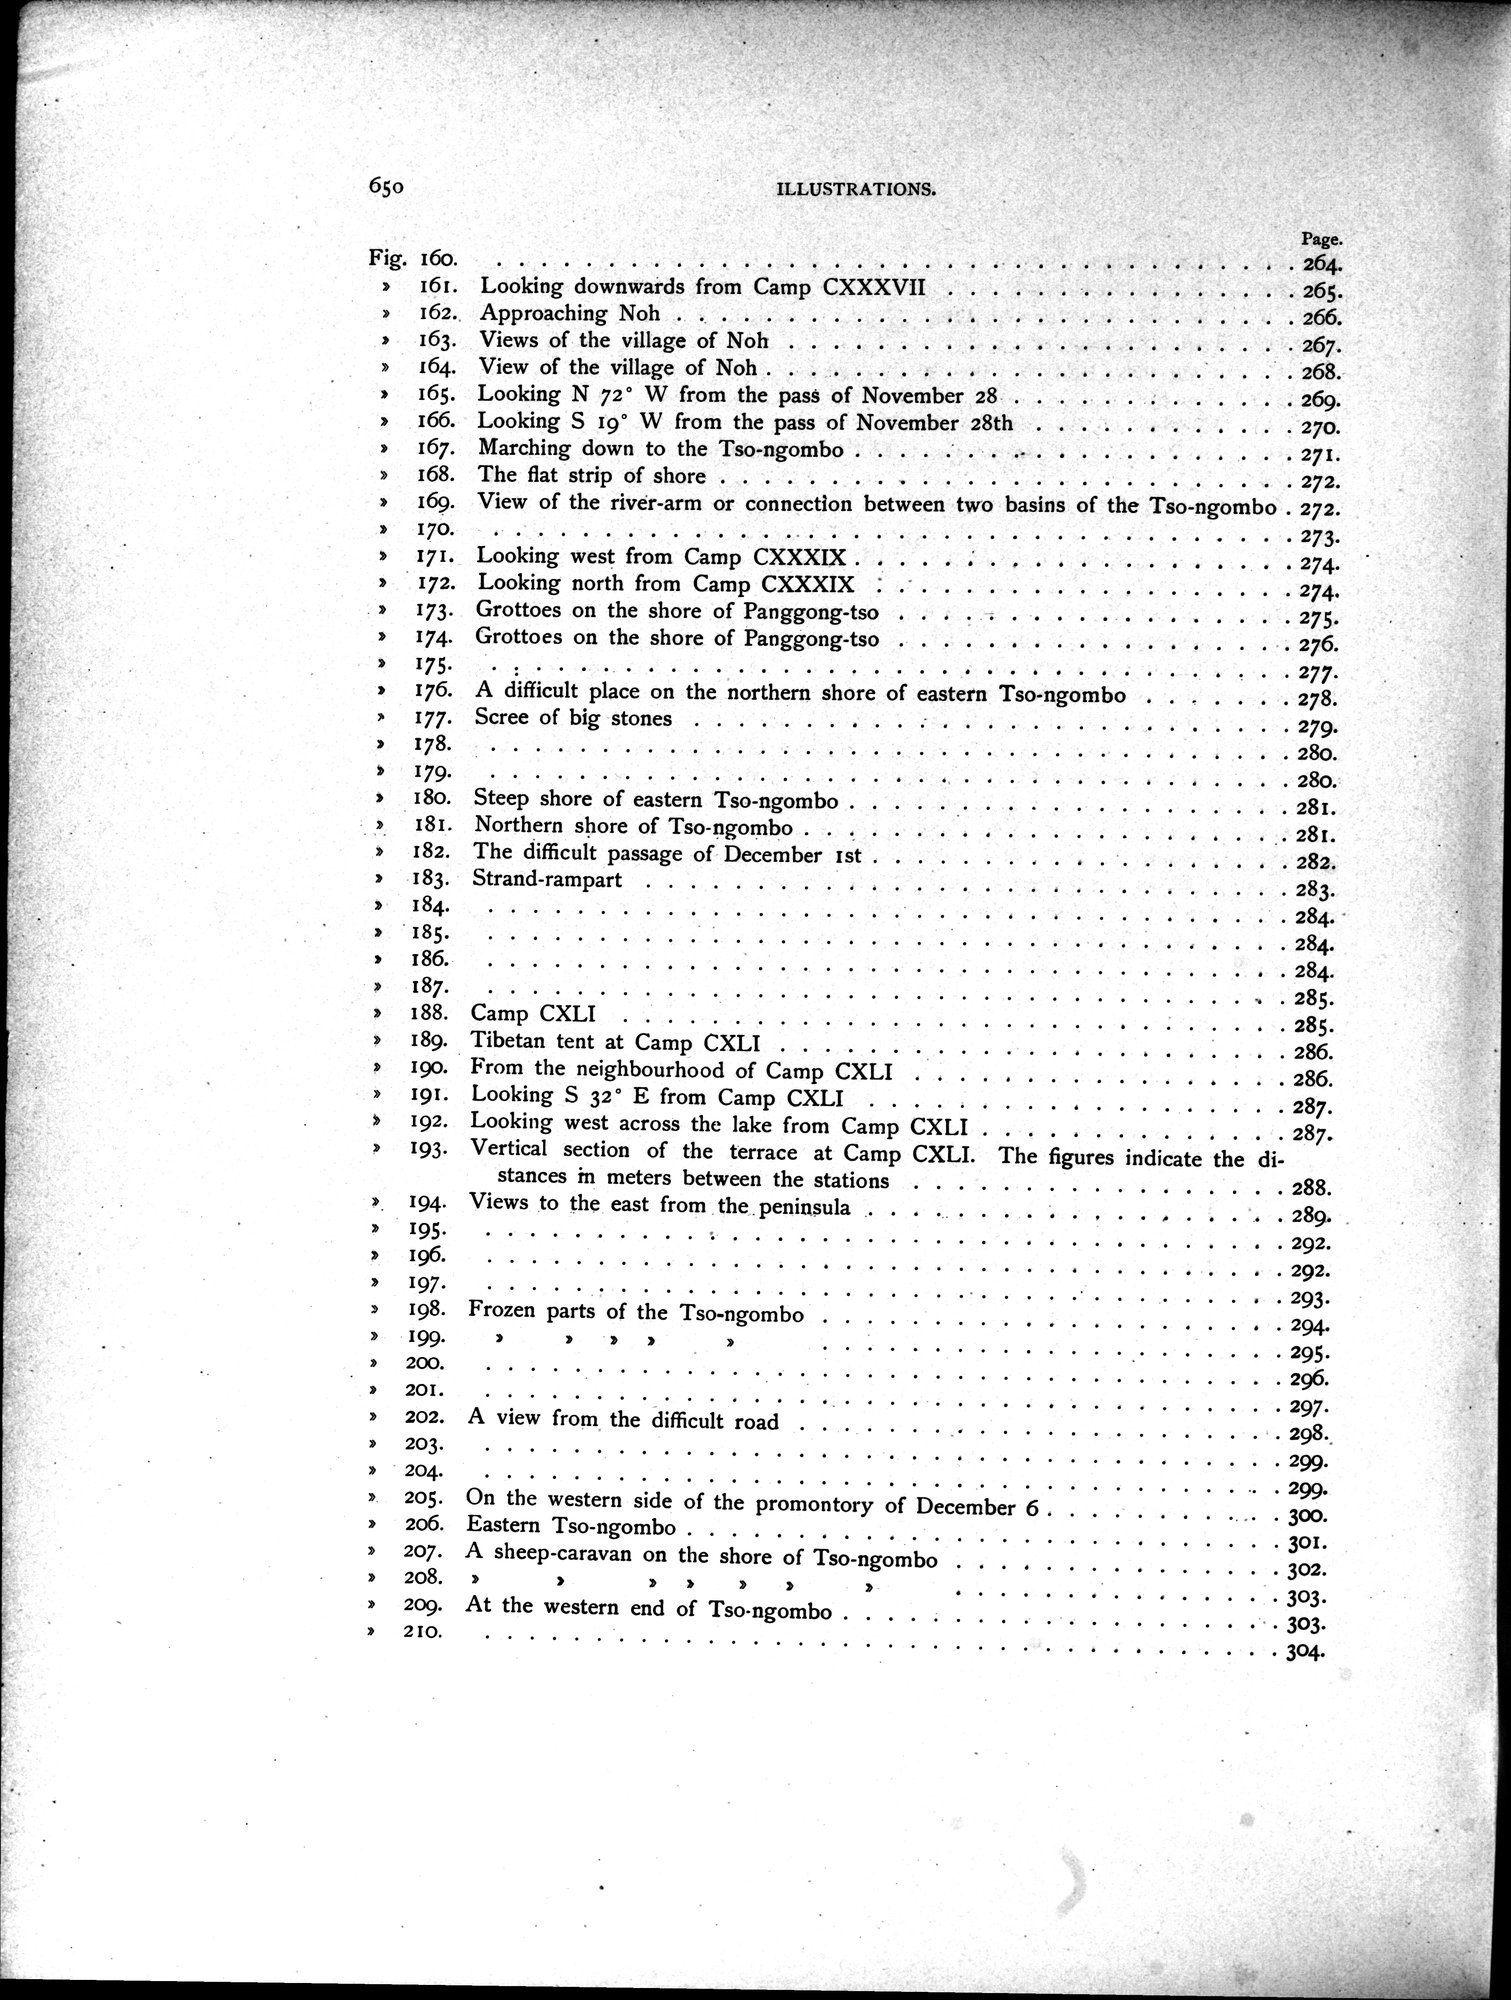 650
ILLUSTRATIONS.
Page.
Fig. 160. . . . . . . . . . . 264.
» 161. Looking downwards from Camp CXXXVII . . . . . 265.
» 162. Approaching Noh . . . . . 266.
» 163. Views of the village of Noh . . . . . 267.
» 164. View of the village of Noh . . . . . 268.
» 165. Looking N 72° W from the pass of November 28 . . . . . 269.
» 166. Looking S 19° W from the pass of November 28th . . . . . 270.
» 167. Marching down to the Tso-ngombo . . . . . 271.
» 168. The flat strip of shore . . . . . 272.
» 169. View of the river-arm or connection between two basins of the Tso-ngombo . 272.
» 170. . . . . . 273.
» 171. Looking west from Camp CXXXIX . . . . . 274.
» 172. Looking north from Camp CXXXIX . . . . . 274.
» 173. Grottoes on the shore of Panggong-tso . . . . . 275.
» 174. Grottoes on the shore of Panggong-tso . . . . . 276.
» 175. . . . . . 277.
» 176. A difficult place on the northern shore of eastern Tso-ngombo . . . . . 278.
» 177. Scree of big stones . . . . . 279.
» 178. . . . . . 280.
» 179. . . . . . 280.
» 180. Steep shore of eastern Tso-ngombo . . . . . 281.
» 181. Northern shore of Tso-ngombo . . . . . 281.
» 182. The difficult passage of December 1st . . . . . 282.
» 183. Strand-rampart . . . . . 283.
» 184. . . . . . 284.
» 185. . . . . . 284.
» 186. . . . . . 284.
» 187. . . . . . 285.
» 188. Camp CXLI . . . . . 285.
» 189. Tibetan tent at Camp CXLI . . . . . 286.
» 190. From the neighbourhood of Camp CXLI . . . . . 286.
» 191. Looking S 32° E from Camp CXLI . . . . . 287.
» 192. Looking west across the lake from Camp CXLI . . . . . 287.
» 193. Vertical section of the terrace at Camp CXLI. The figures indicate the di-
stances in meters between the stations . . . . . 288.
» 194. Views to the east from the peninsula . . . . . 289.
» 195. . . . . . 292.
» 196. . . . . . 292.
» 197. . . . . . 293.
» 198. Frozen parts of the Tso-ngombo . . . . . 294.
» 199. » » » » » . . . . . 295.
» 200. . . . . . 296.
» 201. . . . . . 297.
» 202. A view from the difficult road . . . . . 298.
» 203. . . . . . 299.
» 204. . . . . . 299.
» 205. On the western side of the promontory of December 6 . . . . . 300.
» 206. Eastern Tso-ngombo . . . . . 301.
» 207. A sheep-caravan on the shore of Tso-ngombo . . . . . 302.
» 208. » » » » » » » . . . . . 303.
» 209. At the western end of Tso-ngombo . . . . . 303.
» 210. . . . . . 304.